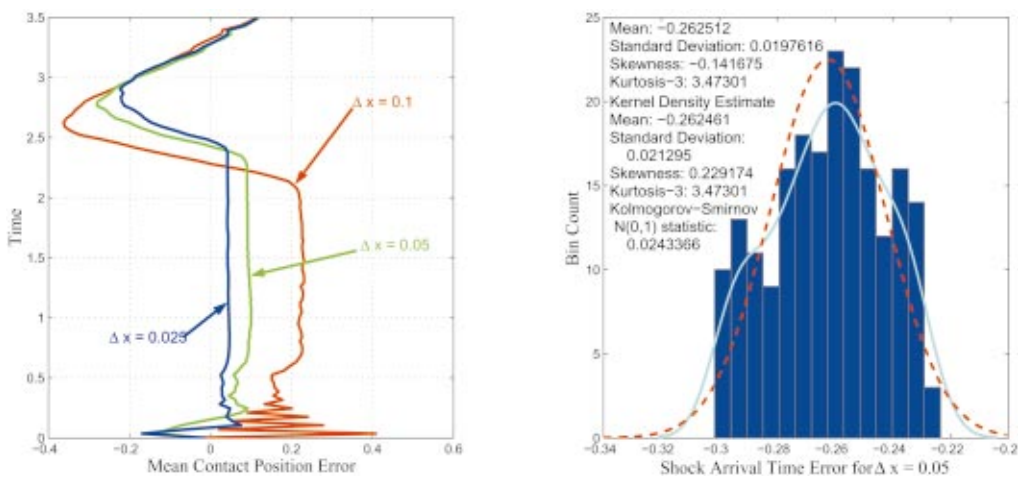 3.5
3
2.5
2
1.5
1
0.5
0
Time
−0.4
−0.2
0
0.2
0.4
0.6
Mean Contact Position Error
Δ x = 0.1
Δ x = 0.05
Δ x = 0.025
25
20
15
10
5
0
Bin Count
Mean: −0.262512
Standard Deviation: 0.0197616
Skewness: −0.141675
Kurtosis−3: 3.47301
Kernel Density Estimate
Mean: −0.262461
Standard Deviation:
0.021295
Skewness: 0.229174
Kurtosis−3: 3.47301
Kolmogorov−Smirnov
N(0,1) statistic:
0.0243366
−0.34
−0.32
−0.3
−0.28
−0.26
−0.24
−0.22
−0.2
Shock Arrival Time Error for Δ x = 0.05